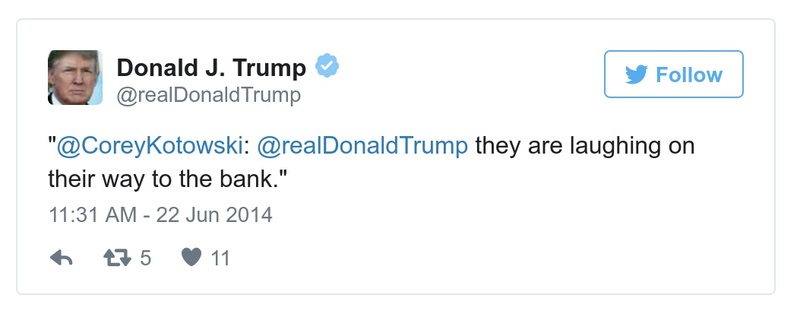 Donald J. Trump
@realDonaldTrump
Follow
"@CoreyKotowski: @realDonaldTrump they are laughing on
their way to the bank."
11:31 AM - 22 Jun 2014
5 11